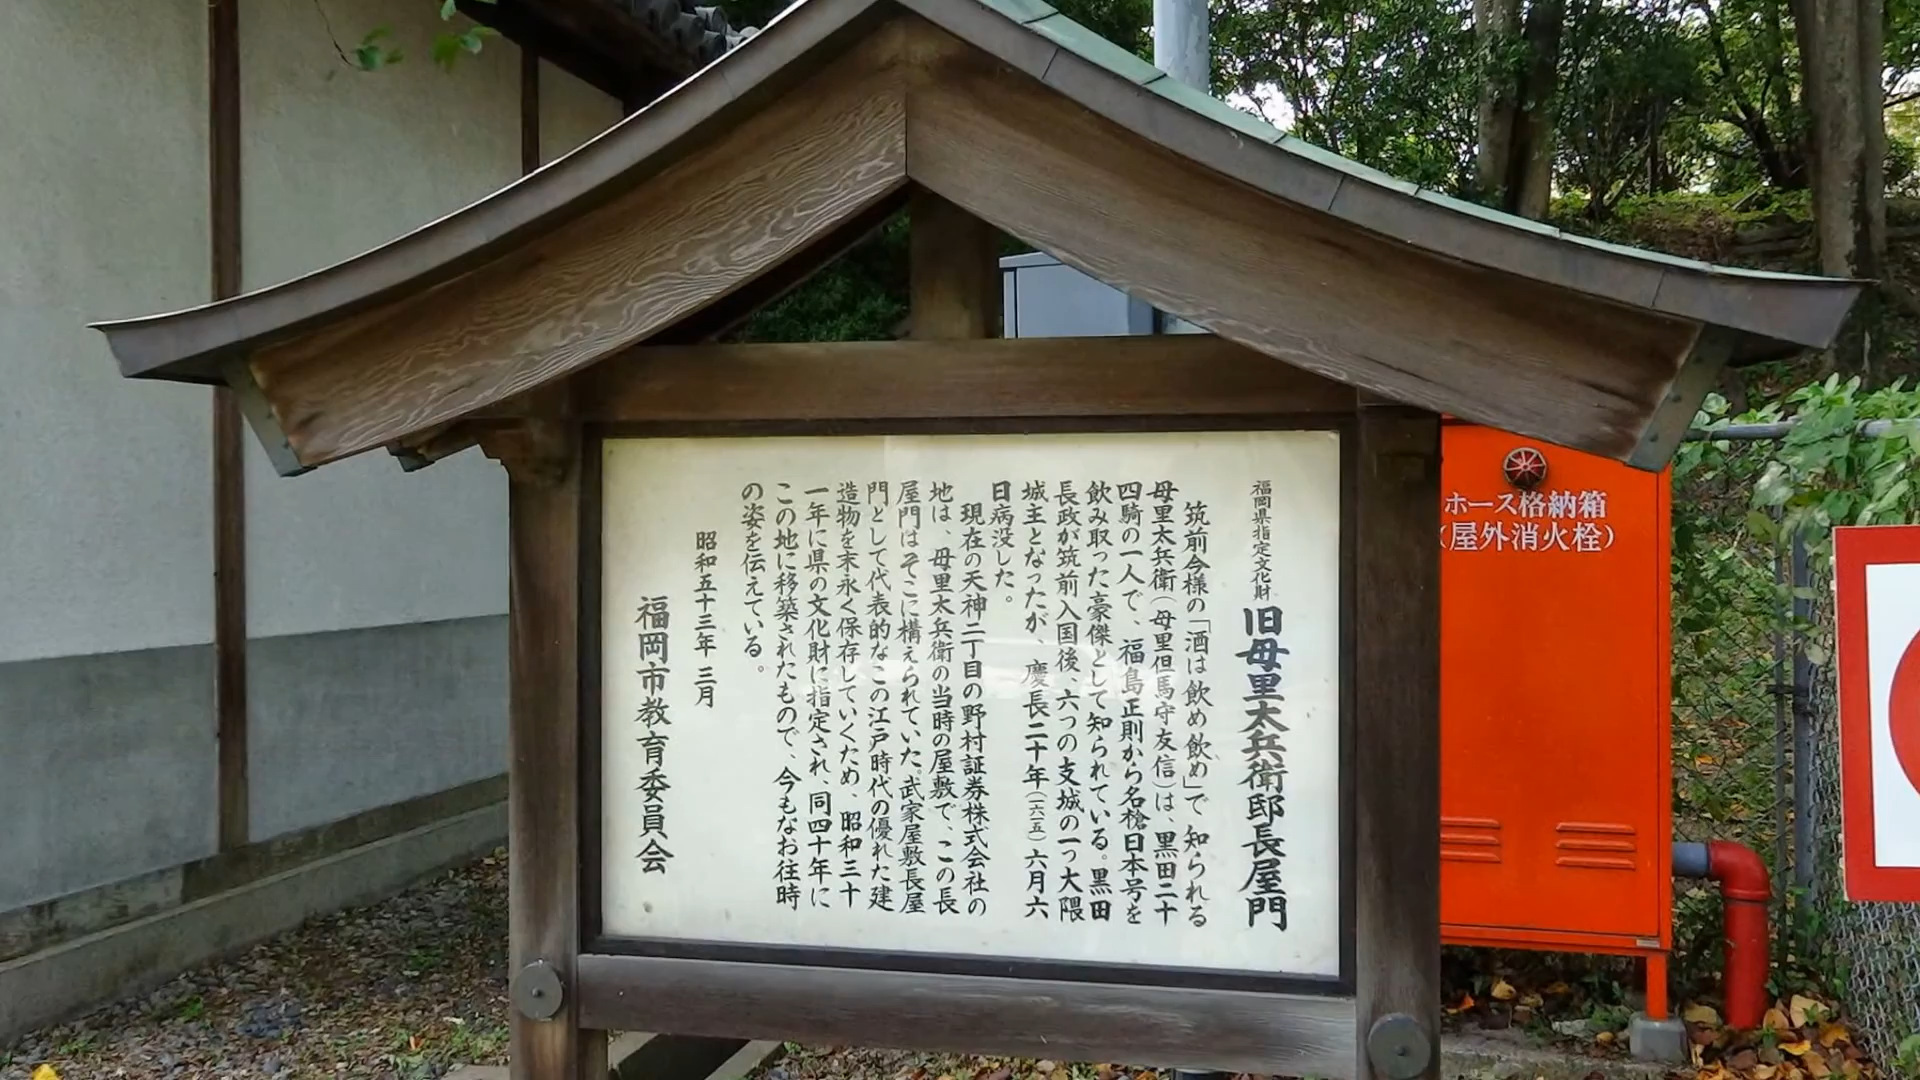 福岡県指定文化財 旧母里太兵衛邸長屋門
筑前今様の「酒は飲め飲め」で知られる
母里太兵衛(母里但馬守友信)は、黒田二十
四騎の一人で、福島正則から名槍日本号を
飲み取った豪傑として知られている。黒田
長政が筑前入国後、六つの支城の一つ大隈
城主となったが、慶長二十年(一六一五)六月六
日病没した。
現在の天神二丁目の野村証券株式会社の
地は、母里太兵衛の当時の屋敷で、この長
屋門はそこに構えられていた。武家屋敷長屋
門として代表的なこの江戸時代の優れた建
造物を末永く保存していくため、昭和三十
一年に県の文化財に指定され、同四十年に
この地に移築されたもので、今もなお往時
の姿を伝えている。
昭和五十三年 三月
福岡市教育委員会
ホース格納箱
(屋外消火栓)